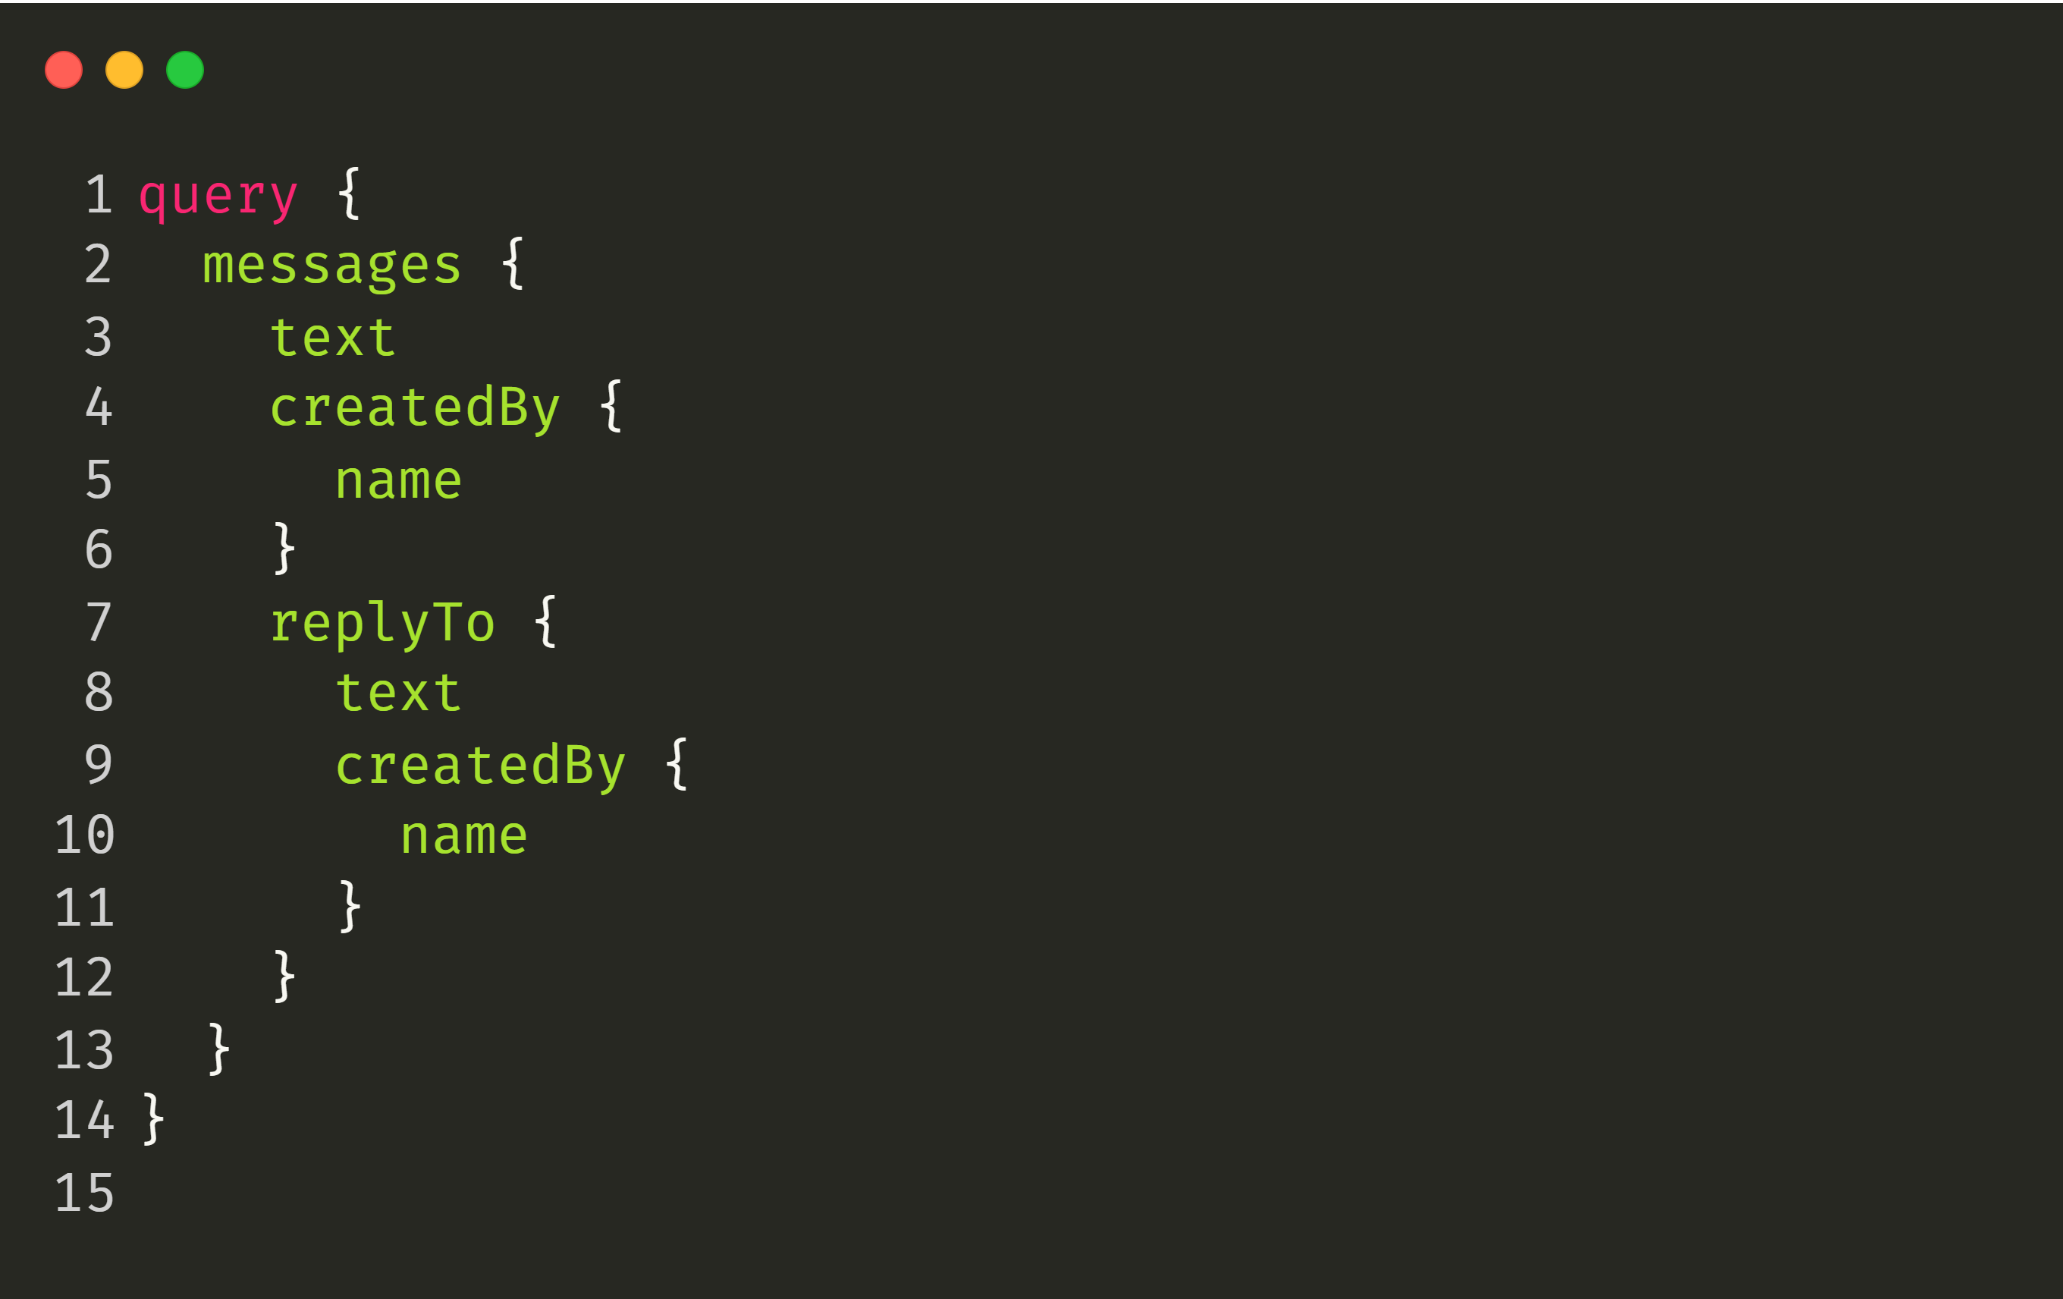 1 query {
2   messages {
3     text
4     createdBy {
5       name
6     }
7     replyTo {
8       text
9       createdBy {
10         name
11       }
12     }
13   }
14 }
15